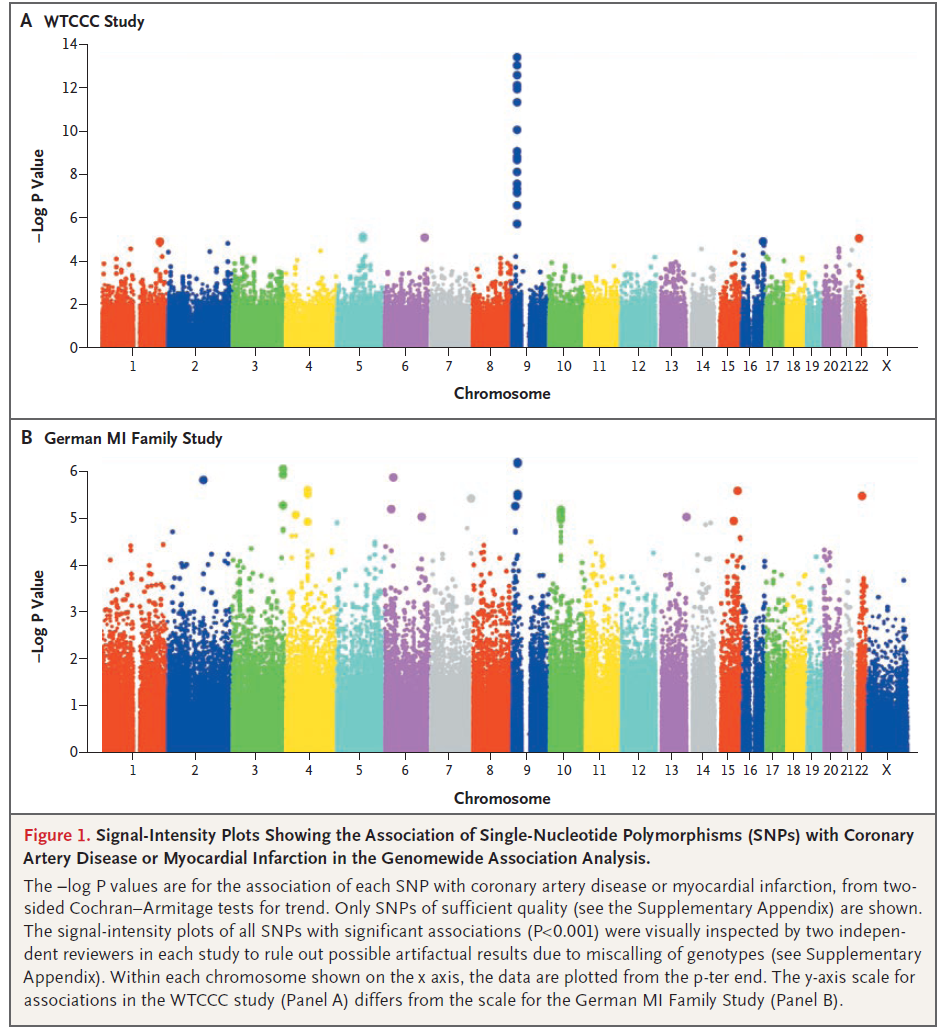 A WTCCC Study
14
12
10
8
6
4
2
0
–Log P Value
1 2 3 4 5 6 7 8 9 10 11 12 13 14 15 16 17 18 19 20 21 22 X
Chromosome
B German MI Family Study
6
5
4
3
2
1
0
–Log P Value
1 2 3 4 5 6 7 8 9 10 11 12 13 14 15 16 17 18 19 20 21 22 X
Chromosome
Figure 1. Signal-Intensity Plots Showing the Association of Single-Nucleotide Polymorphisms (SNPs) with Coronary
Artery Disease or Myocardial Infarction in the Genomewide Association Analysis.
The –log P values are for the association of each SNP with coronary artery disease or myocardial infarction, from two-
sided Cochran–Armitage tests for trend. Only SNPs of sufficient quality (see the Supplementary Appendix) are shown.
The signal-intensity plots of all SNPs with significant associations (P<0.001) were visually inspected by two indepen-
dent reviewers in each study to rule out possible artifactual results due to miscalling of genotypes (see Supplementary
Appendix). Within each chromosome shown on the x axis, the data are plotted from the p-ter end. The y-axis scale for
associations in the WTCCC study (Panel A) differs from the scale for the German MI Family Study (Panel B).